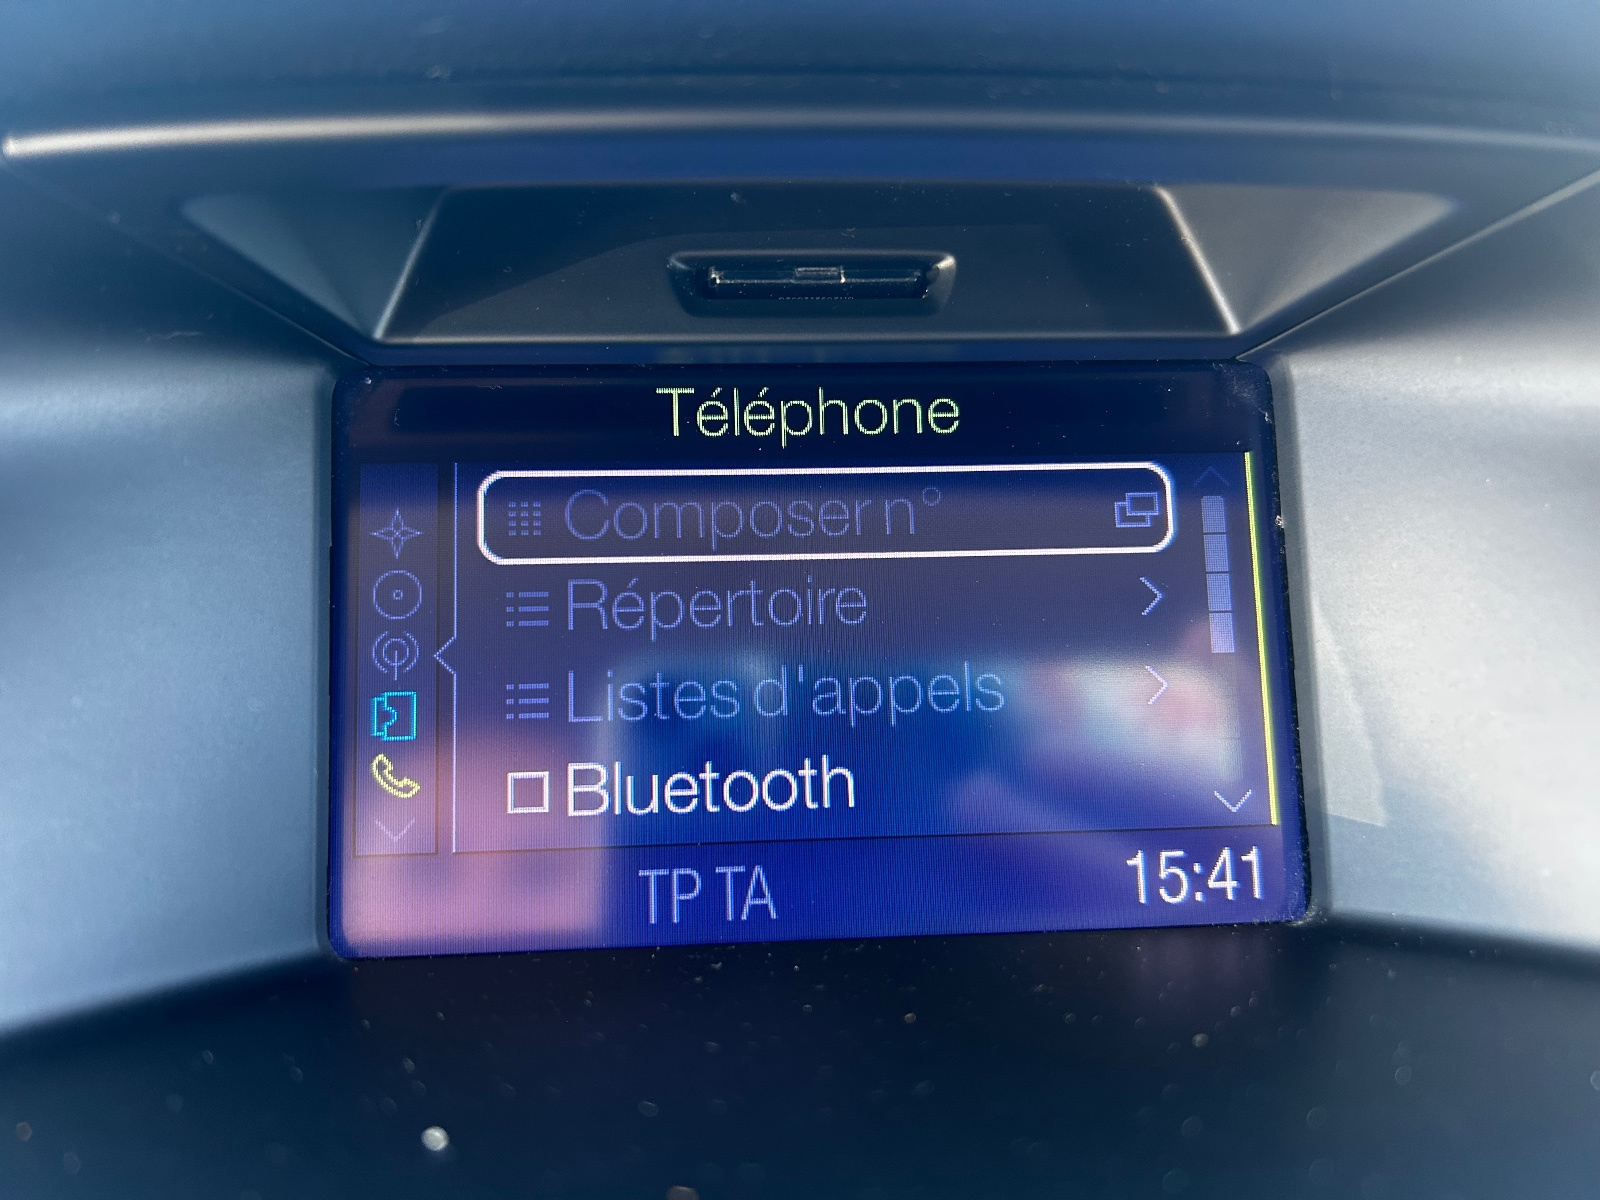 Téléphone
Composer n°
Répertoire
Listes d'appels
Bluetooth
TP TA 15:41